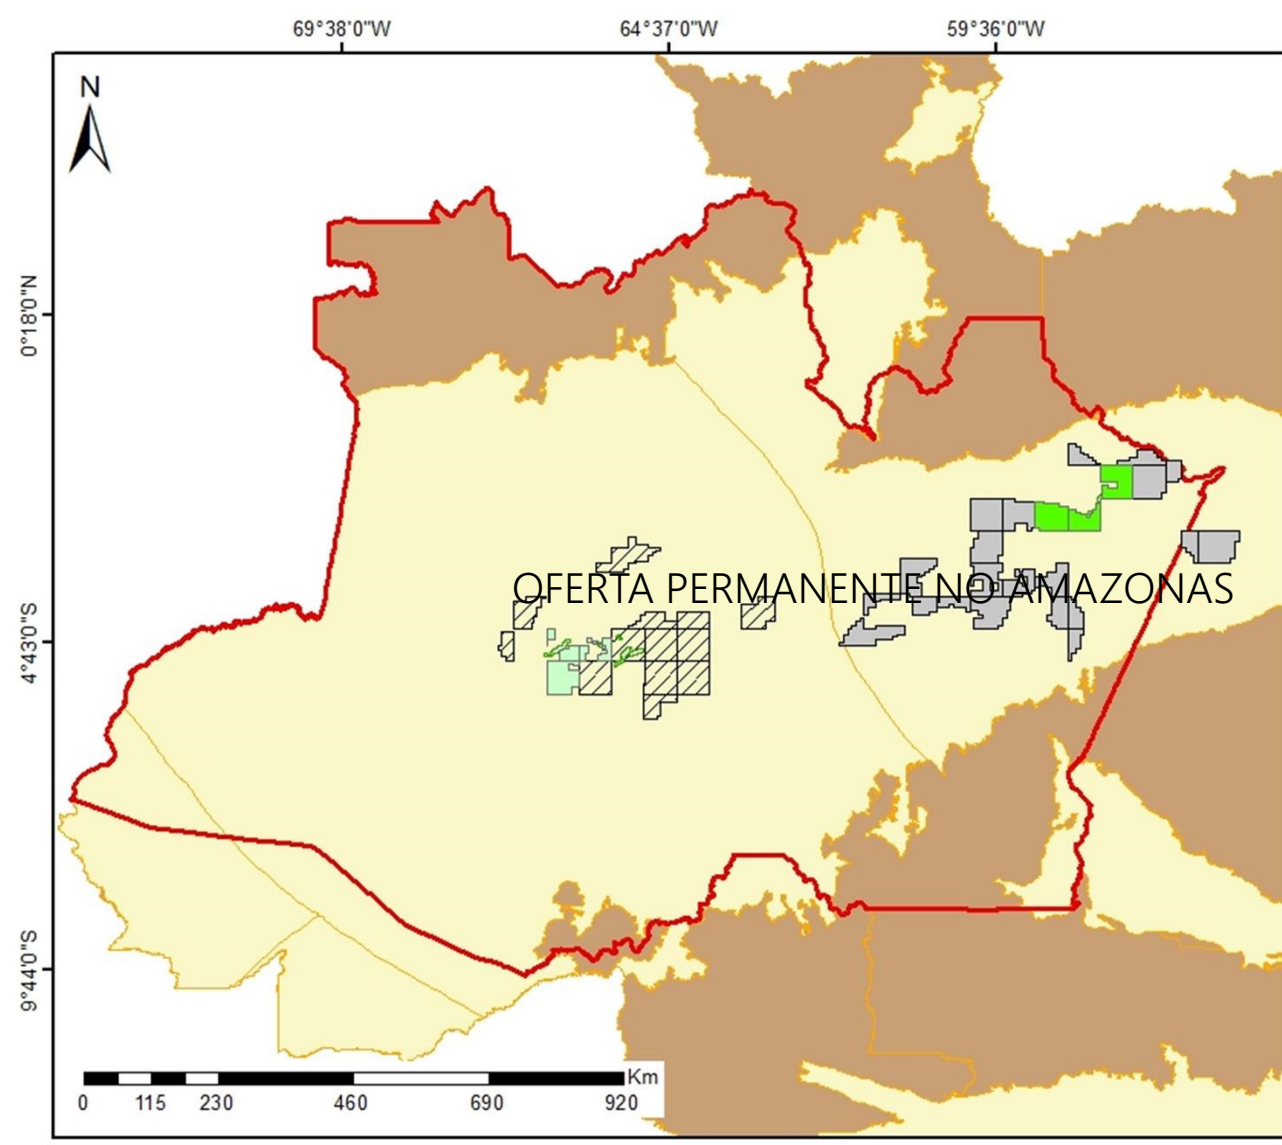 69°38'0"W 64°37'0"W 59°36'0"W
N
0°18'0"N
OFERTA PERMANENTE NO AMAZONAS
4°43'0"S
9°44'0"S
Km
0 115 230 460 690 920